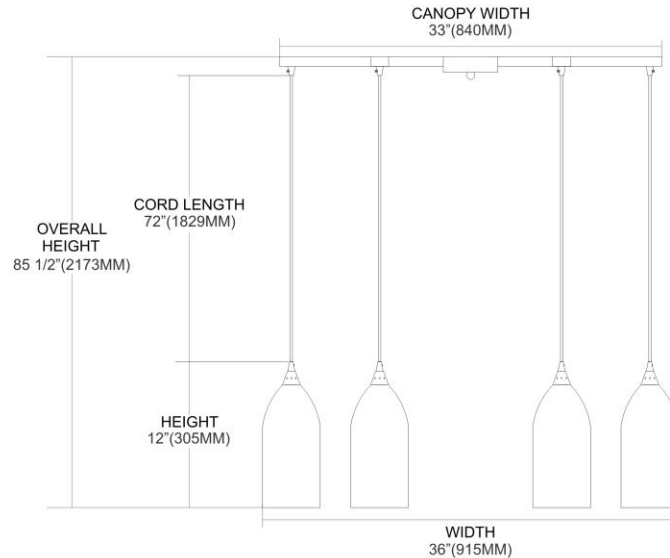 CANOPY WIDTH
33"(840MM)
CORD LENGTH
72"(1829MM)
OVERALL
HEIGHT
85 1/2"(2173MM)
HEIGHT
12"(305MM)
WIDTH
36"(915MM)